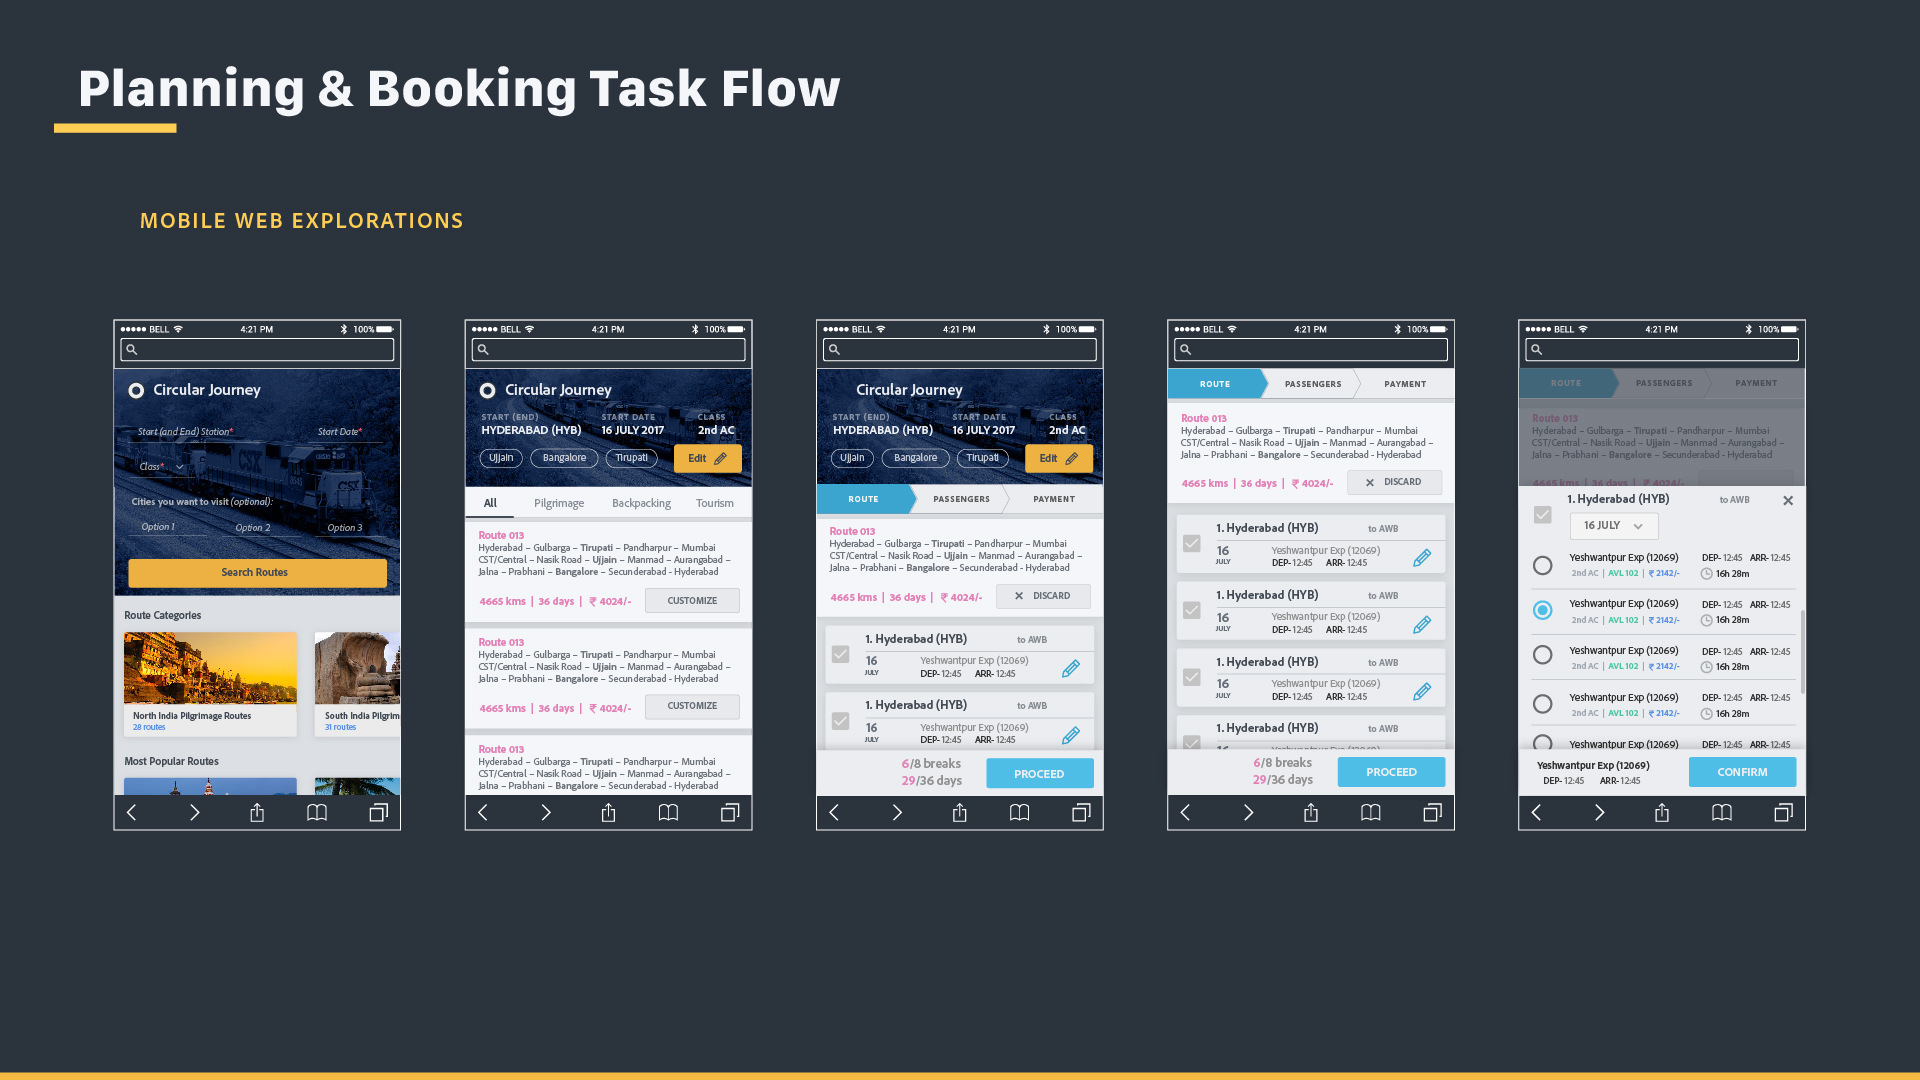 Planning & Booking Task Flow
MOBILE WEB EXPLORATIONS
BELL 4:21 PM 100%
Circular Journey
Start (and End) Station* Start Date*
Class*
Cities you want to visit (optional):
Option 1 Option 2 Option 3
Search Routes
Route Categories
North India Pilgrimage Routes
28 routes
South India Pilgrim
31 routes
Most Popular Routes
BELL 4:21 PM 100%
Circular Journey
START (END) START DATE CLASS
HYDERABAD (HYB) 16 JULY 2017 2nd AC
Ujjain Bangalore Tirupati Edit
All Pilgrimage Backpacking Tourism
Route 013
Hyderabad – Gulbarga – Tirupati – Pandharpur – Mumbai
CST/Central – Nasik Road – Ujjain – Manmad – Aurangabad –
Jalna – Prabhani – Bangalore – Secunderabad - Hyderabad
4665 kms | 36 days | ₹ 4024/- CUSTOMIZE
Route 013
Hyderabad – Gulbarga – Tirupati – Pandharpur – Mumbai
CST/Central – Nasik Road – Ujjain – Manmad – Aurangabad –
Jalna – Prabhani – Bangalore – Secunderabad - Hyderabad
4665 kms | 36 days | ₹ 4024/- CUSTOMIZE
Route 013
Hyderabad – Gulbarga – Tirupati – Pandharpur – Mumbai
CST/Central – Nasik Road – Ujjain – Manmad – Aurangabad –
Jalna – Prabhani – Bangalore – Secunderabad - Hyderabad
BELL 4:21 PM 100%
Circular Journey
START (END) START DATE CLASS
HYDERABAD (HYB) 16 JULY 2017 2nd AC
Ujjain Bangalore Tirupati Edit
ROUTE PASSENGERS PAYMENT
Route 013
Hyderabad – Gulbarga – Tirupati – Pandharpur – Mumbai
CST/Central – Nasik Road – Ujjain – Manmad – Aurangabad –
Jalna – Prabhani – Bangalore – Secunderabad - Hyderabad
4665 kms | 36 days | ₹ 4024/- DISCARD
1. Hyderabad (HYB) to AWB
16 Yeshwantpur Exp (12069)
JULY DEP- 12:45 ARR- 12:45
1. Hyderabad (HYB) to AWB
16 Yeshwantpur Exp (12069)
JULY DEP- 12:45 ARR- 12:45
6/8 breaks
29/36 days
PROCEED
BELL 4:21 PM 100%
ROUTE PASSENGERS PAYMENT
Route 013
Hyderabad – Gulbarga – Tirupati – Pandharpur – Mumbai
CST/Central – Nasik Road – Ujjain – Manmad – Aurangabad –
Jalna – Prabhani – Bangalore – Secunderabad - Hyderabad
4665 kms | 36 days | ₹ 4024/- DISCARD
1. Hyderabad (HYB) to AWB
16 Yeshwantpur Exp (12069)
JULY DEP- 12:45 ARR- 12:45
1. Hyderabad (HYB) to AWB
16 Yeshwantpur Exp (12069)
JULY DEP- 12:45 ARR- 12:45
1. Hyderabad (HYB) to AWB
16 Yeshwantpur Exp (12069)
JULY DEP- 12:45 ARR- 12:45
1. Hyderabad (HYB) to AWB
16 Yeshwantpur Exp (12069)
6/8 breaks
29/36 days
PROCEED
BELL 4:21 PM 100%
ROUTE PASSENGERS PAYMENT
Route 013
Hyderabad – Gulbarga – Tirupati – Pandharpur – Mumbai
CST/Central – Nasik Road – Ujjain – Manmad – Aurangabad –
Jalna – Prabhani – Bangalore – Secunderabad - Hyderabad
4665 kms | 36 days | ₹ 4024/-
1. Hyderabad (HYB) to AWB
16 JULY
Yeshwantpur Exp (12069) DEP- 12:45 ARR- 12:45
2nd AC | AVL 102 | ₹ 2142/- 16h 28m
Yeshwantpur Exp (12069) DEP- 12:45 ARR- 12:45
2nd AC | AVL 102 | ₹ 2142/- 16h 28m
Yeshwantpur Exp (12069) DEP- 12:45 ARR- 12:45
2nd AC | AVL 102 | ₹ 2142/- 16h 28m
Yeshwantpur Exp (12069) DEP- 12:45 ARR- 12:45
2nd AC | AVL 102 | ₹ 2142/- 16h 28m
Yeshwantpur Exp (12069) DEP- 12:45 ARR- 12:45
Yeshwantpur Exp (12069)
DEP- 12:45 ARR- 12:45
CONFIRM